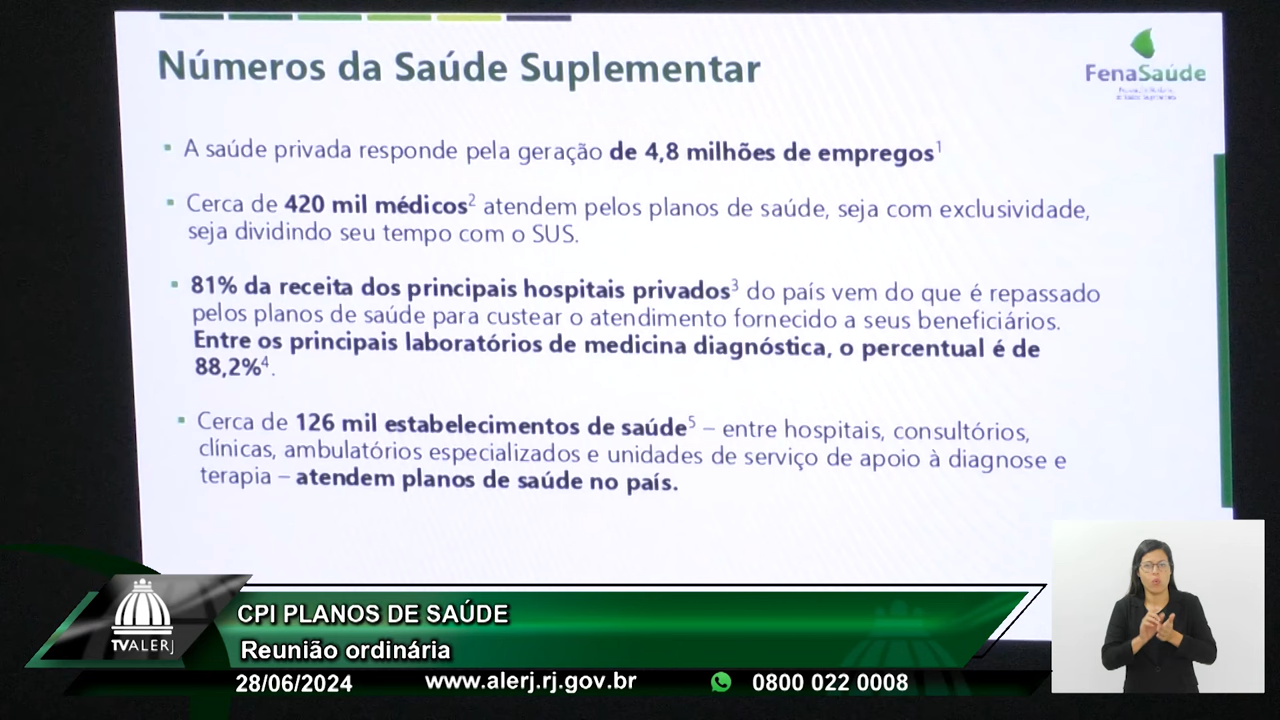 Números da Saúde Suplementar
FenaSaúde
A saúde privada responde pela geração de 4,8 milhões de empregos¹
Cerca de 420 mil médicos² atendem pelos planos de saúde, seja com exclusividade,
seja dividindo seu tempo com o SUS.
81% da receita dos principais hospitais privados³ do país vem do que é repassado
pelos planos de saúde para custear o atendimento fornecido a seus beneficiários.
Entre os principais laboratórios de medicina diagnóstica, o percentual é de
88,2%⁴.
Cerca de 126 mil estabelecimentos de saúde⁵ – entre hospitais, consultórios,
clínicas, ambulatórios especializados e unidades de serviço de apoio à diagnose e
terapia – atendem planos de saúde no país.
CPI PLANOS DE SAÚDE
TVALERJ
Reunião ordinária
28/06/2024 www.alerj.rj.gov.br 0800 022 0008